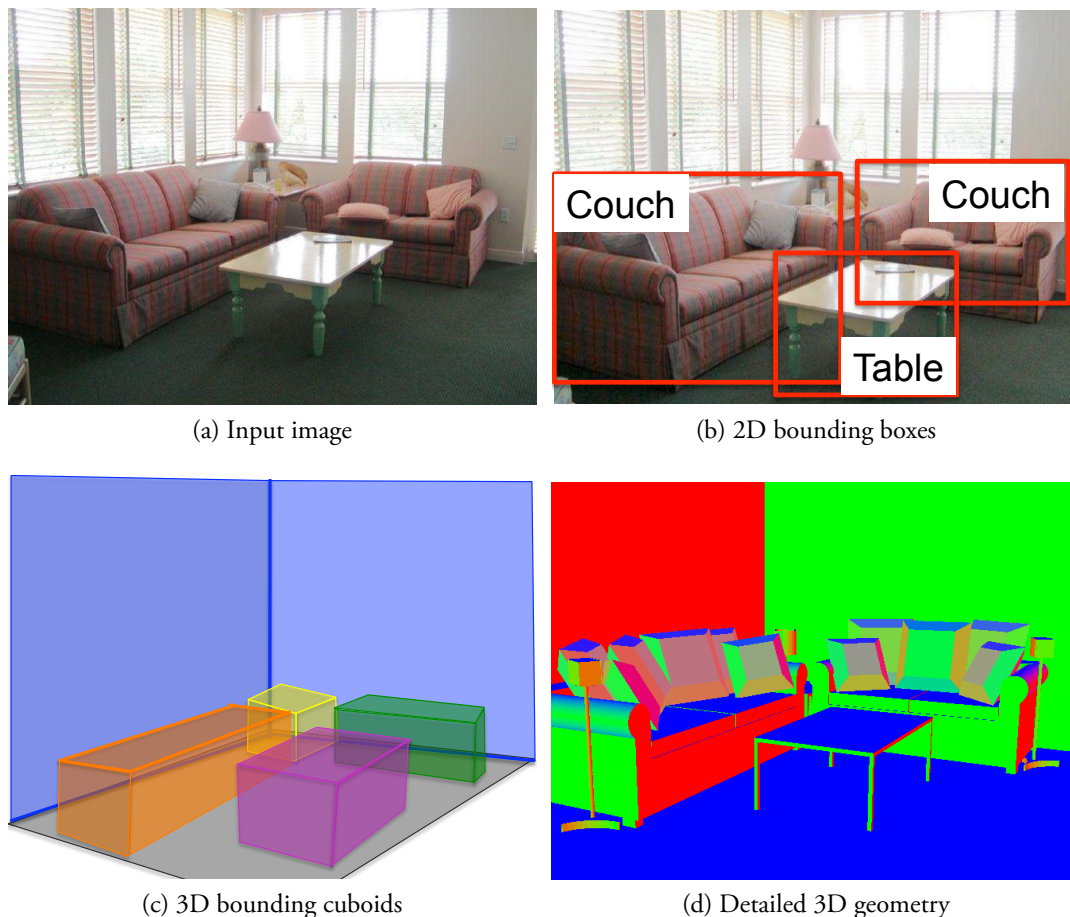 Couch
Couch
Table
(a) Input image
(b) 2D bounding boxes
(c) 3D bounding cuboids
(d) Detailed 3D geometry